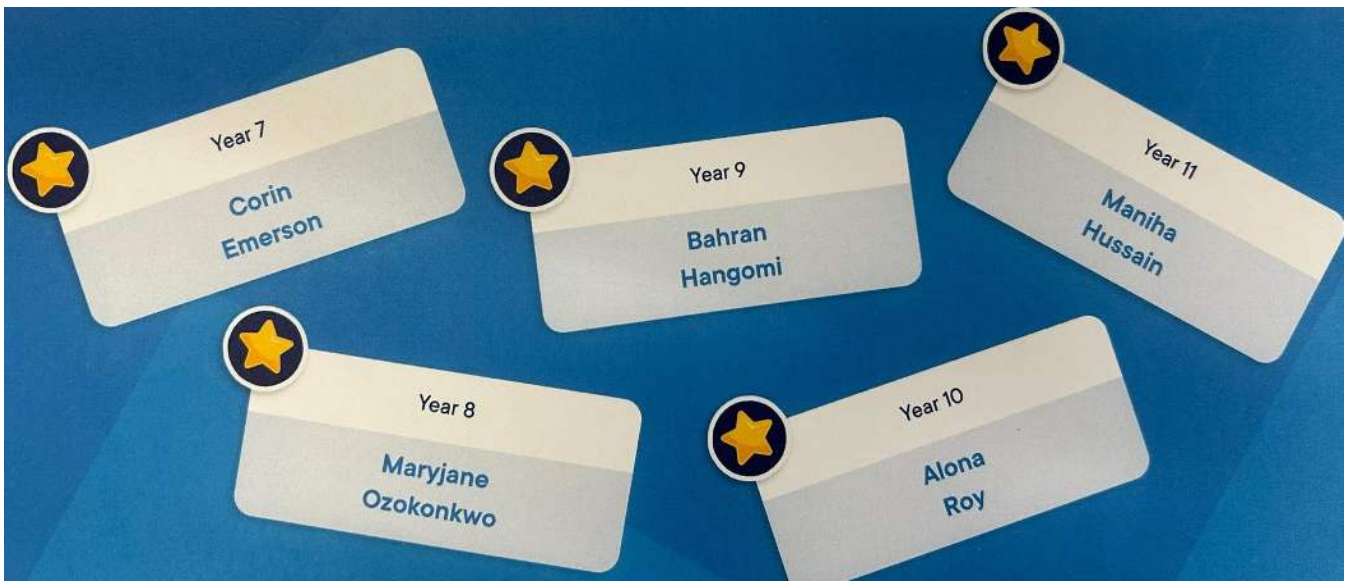 Year 7
Corin
Emerson
Year 9
Bahran
Hangomi
Year 11
Maniha
Hussain
Year 8
Maryjane
Ozokonkwo
Year 10
Alona
Roy